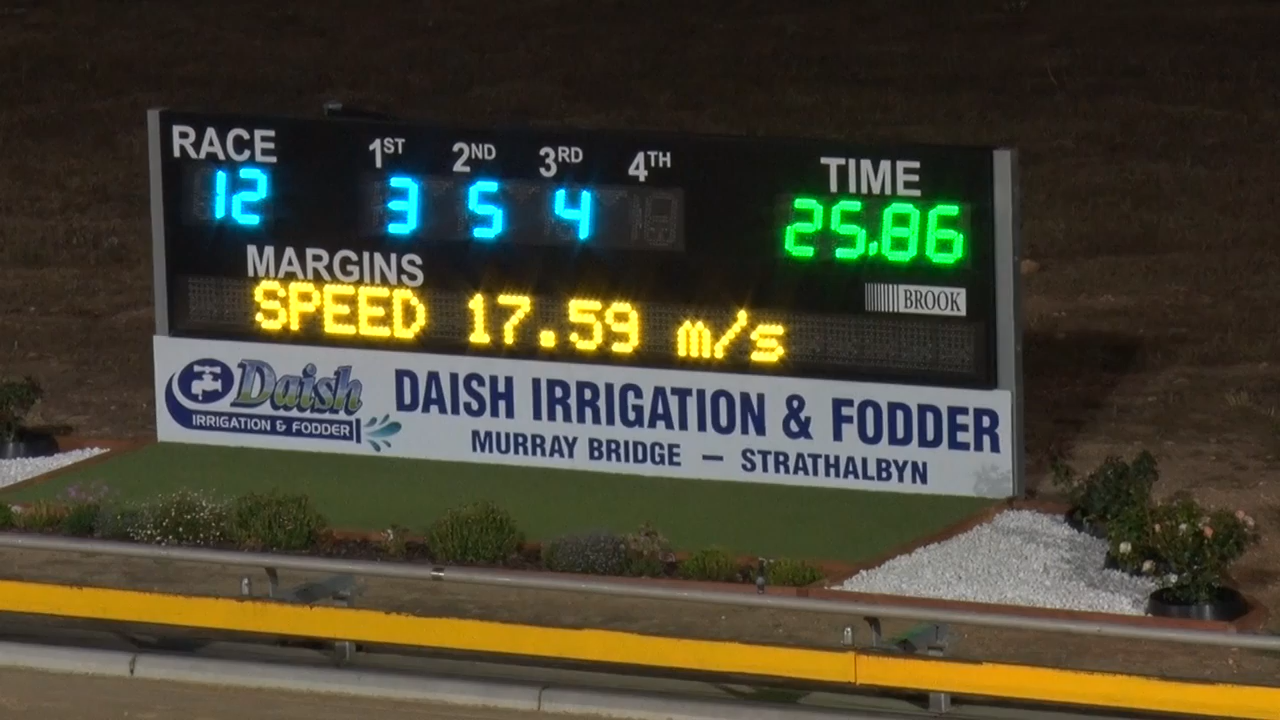 RACE 1ST 2ND 3RD 4TH TIME
12 3 5 4 25.86
MARGINS
BROOK
SPEED 17.59 m/s
Daish
IRRIGATION & FODDER
DAISH IRRIGATION & FODDER
MURRAY BRIDGE — STRATHALBYN